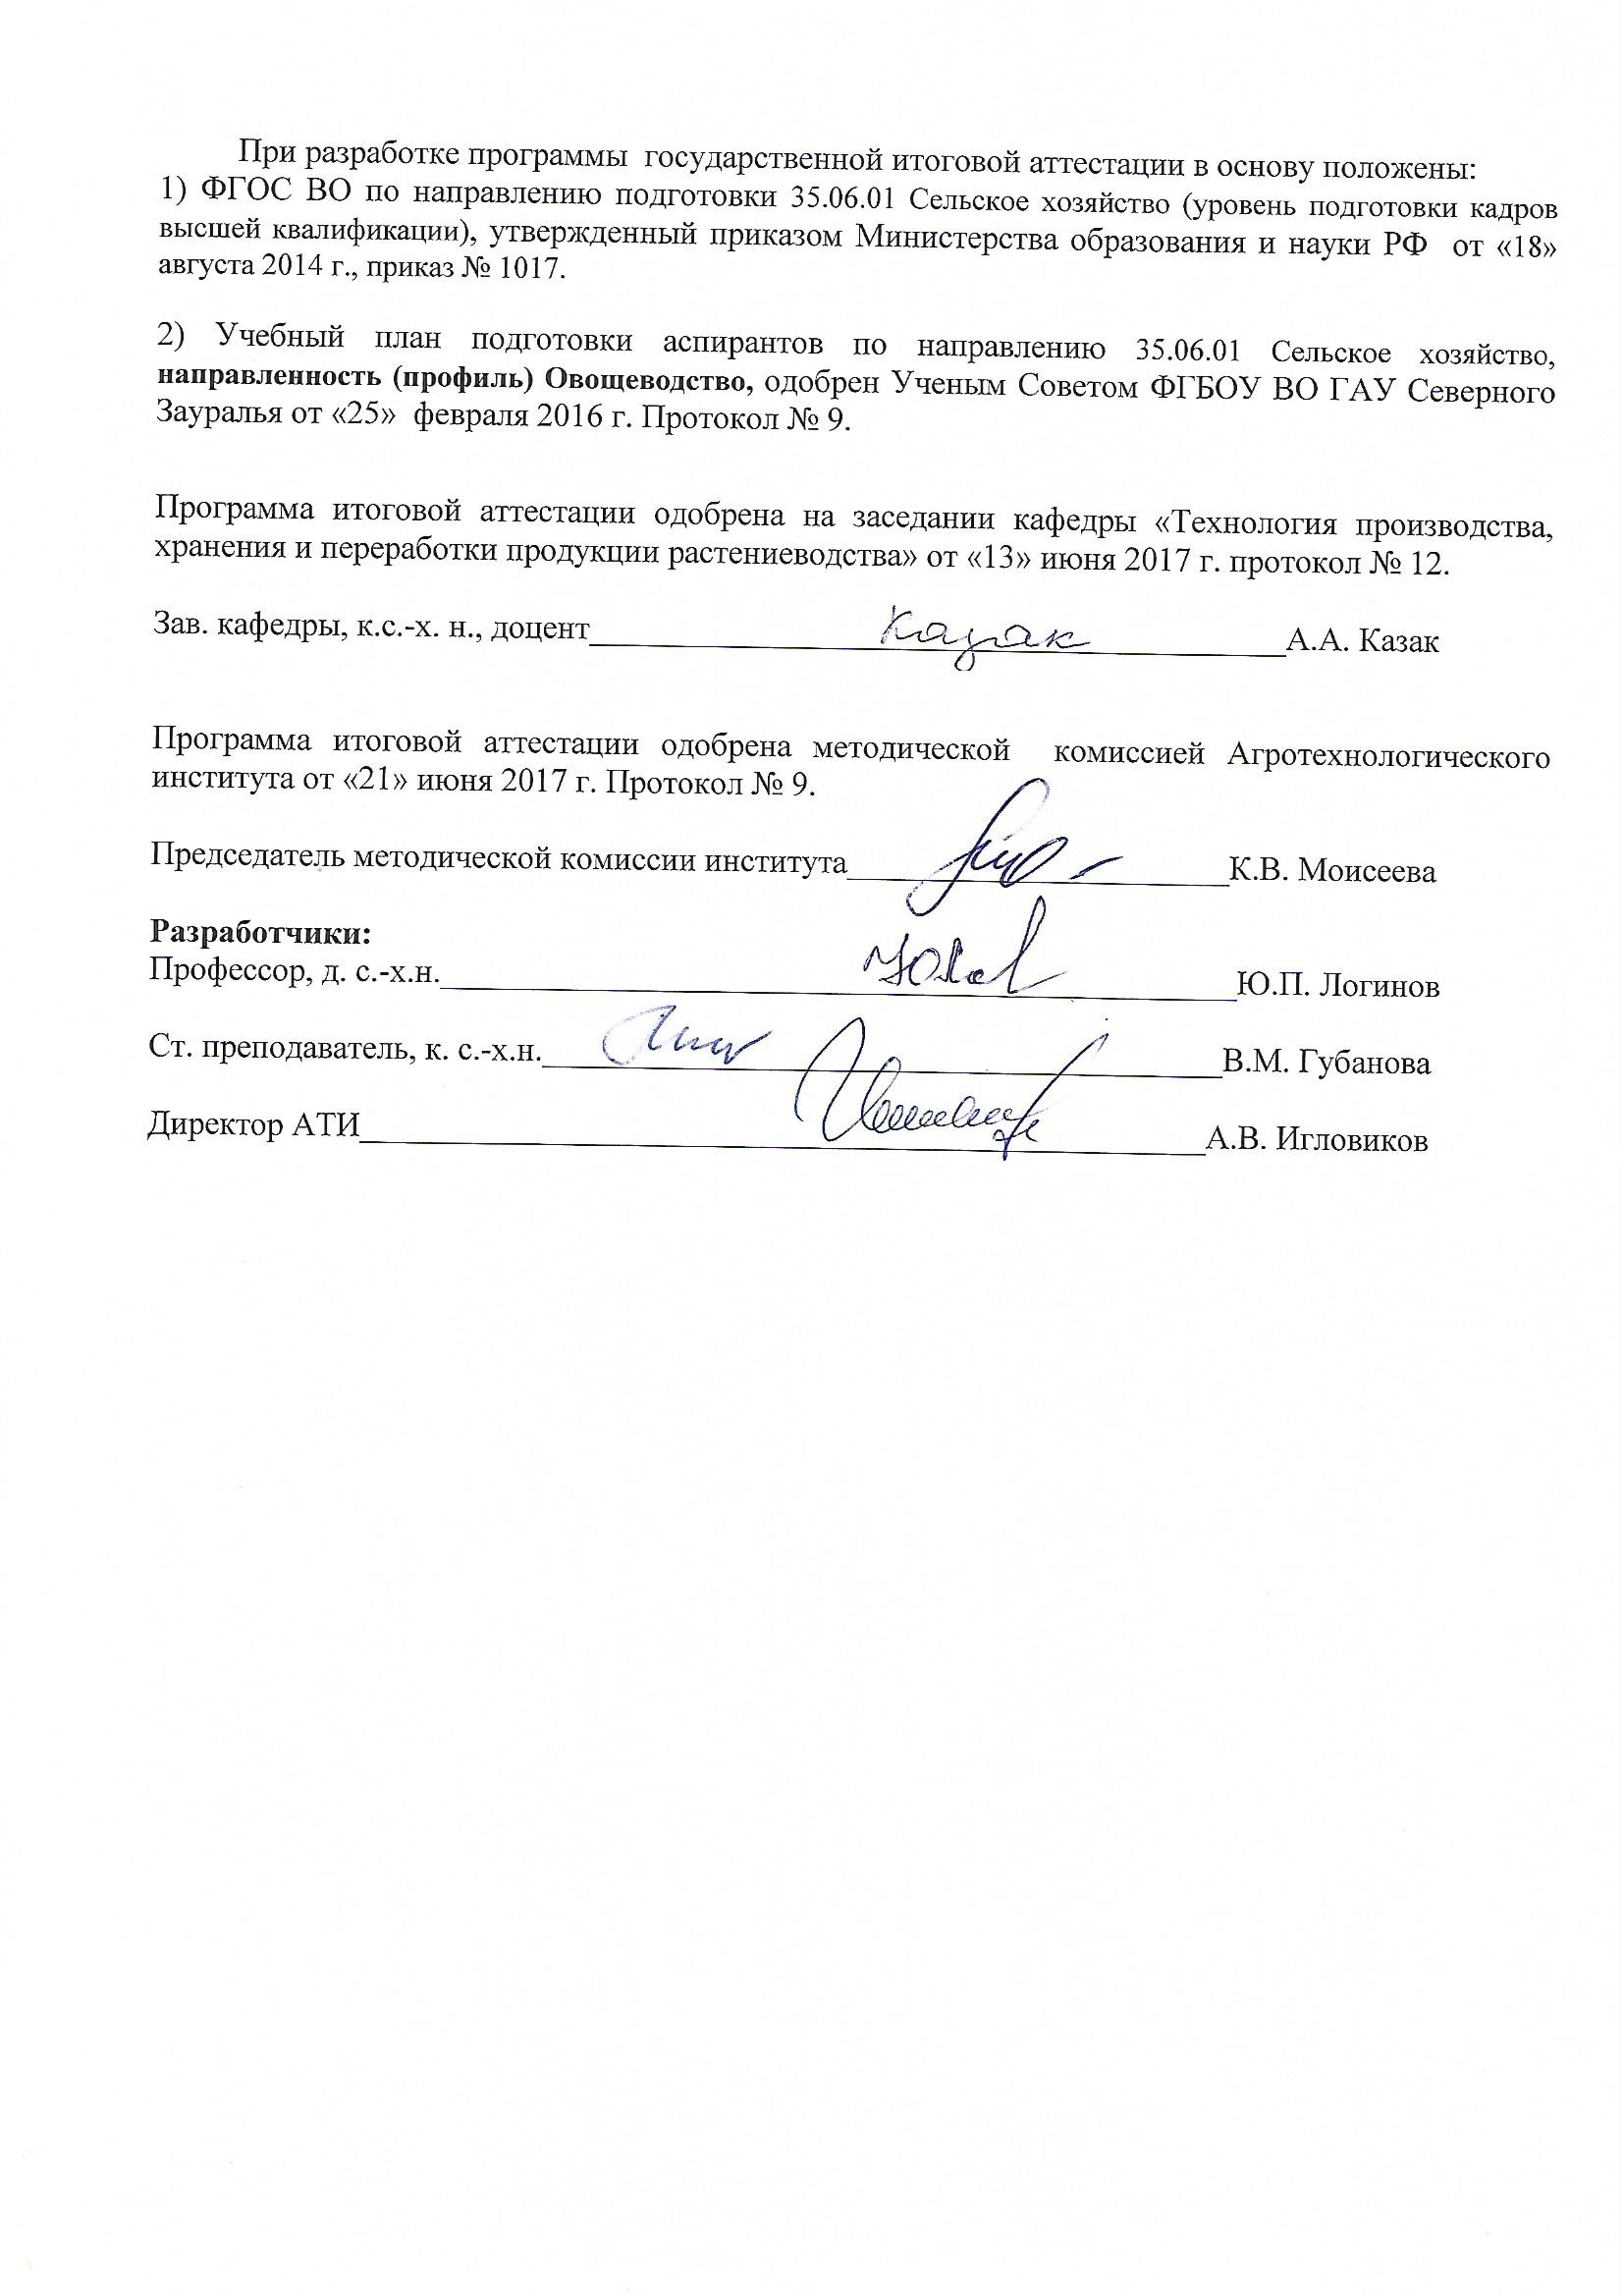 При разработке программы государственной итоговой аттестации в основу положены:
1) ФГОС ВО по направлению подготовки 35.06.01 Сельское хозяйство (уровень подготовки кадров
высшей квалификации), утвержденный приказом Министерства образования и науки РФ от «18»
августа 2014 г., приказ № 1017.
2) Учебный план подготовки аспирантов по направлению 35.06.01 Сельское хозяйство,
направленность (профиль) Овощеводство, одобрен Ученым Советом ФГБОУ ВО ГАУ Северного
Зауралья от «25» февраля 2016 г. Протокол № 9.
Программа итоговой аттестации одобрена на заседании кафедры «Технология производства,
хранения и переработки продукции растениеводства» от «13» июня 2017 г. протокол № 12.
Зав. кафедры, к.с.-х. н., доцент Казак А.А. Казак
Программа итоговой аттестации одобрена методической комиссией Агротехнологического
института от «21» июня 2017 г. Протокол № 9.
Председатель методической комиссии института К.В. Моисеева
Разработчики:
Профессор, д. с.-х.н. Ю.П. Логинов
Ст. преподаватель, к. с.-х.н. В.М. Губанова
Директор АТИ А.В. Игловиков